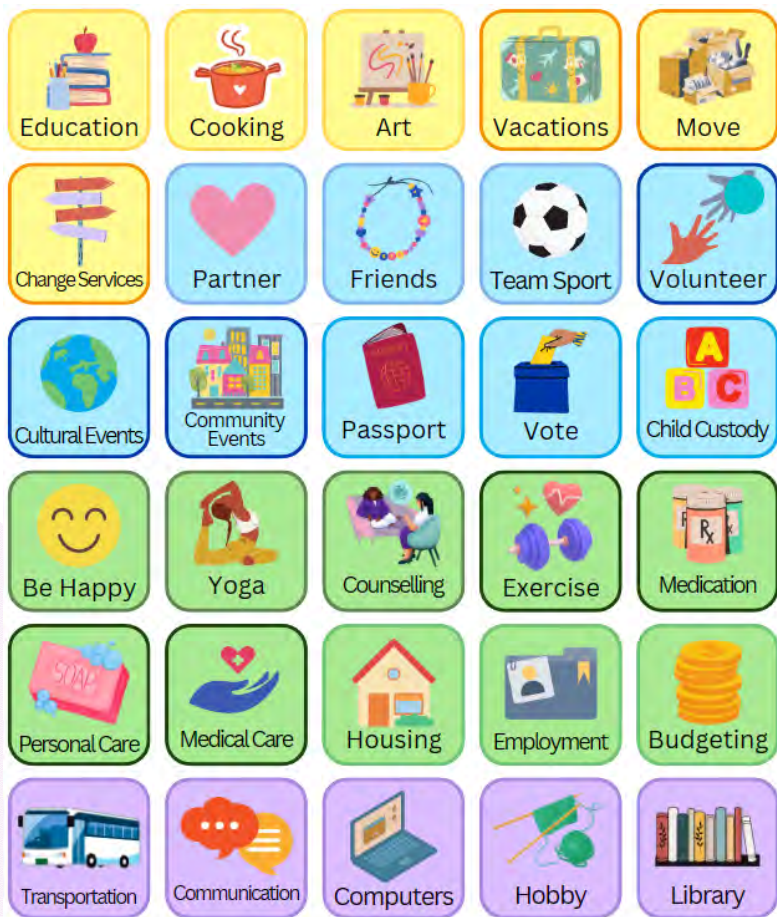 Education
Cooking
Art
Vacations
Move
Change Services
Partner
Friends
Team Sport
Volunteer
Cultural Events
Community
Events
Passport
Vote
A
B C
Child Custody
Be Happy
Yoga
Counselling
Exercise
Rx
Medication
SOAP
Personal Care
Medical Care
Housing
Employment
Budgeting
Transportation
Communication
Computers
Hobby
Library